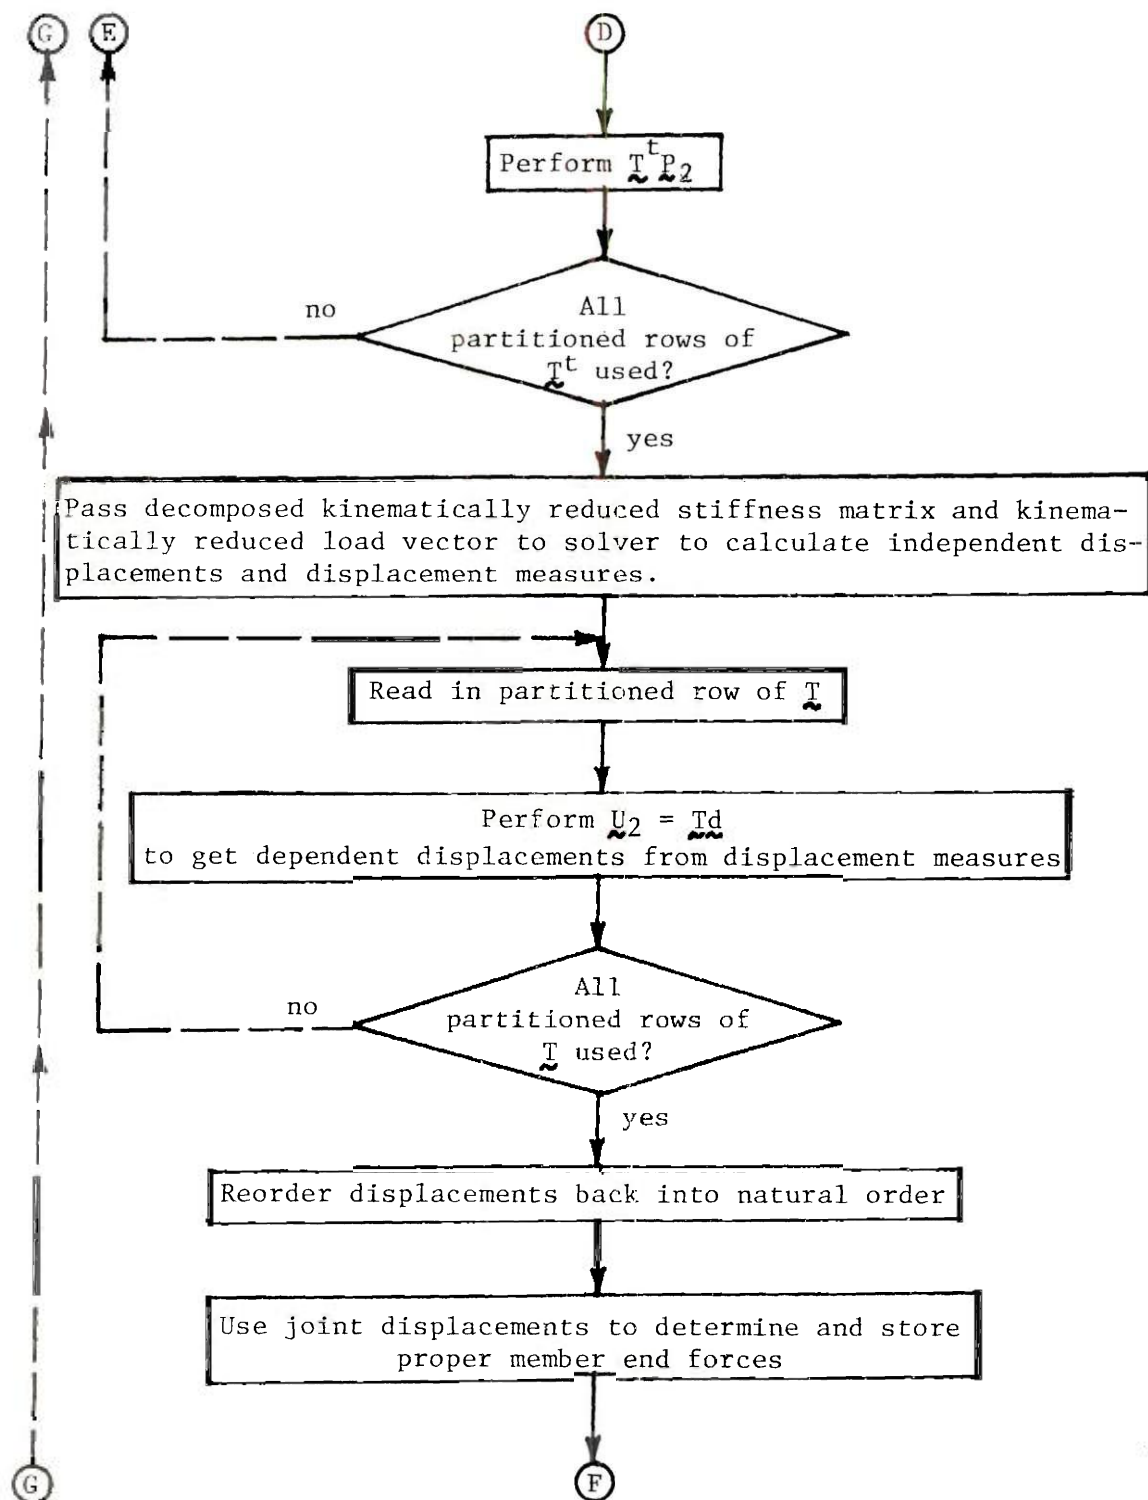 G E D
Perform T^t P_2
no
All
partitioned rows of
T^t used?
yes
Pass decomposed kinematically reduced stiffness matrix and kinema-
tically reduced load vector to solver to calculate independent dis-
placements and displacement measures.
Read in partitioned row of T
Perform U_2 = Td
to get dependent displacements from displacement measures
no
All
partitioned rows of
T used?
yes
Reorder displacements back into natural order
Use joint displacements to determine and store
proper member end forces
G F